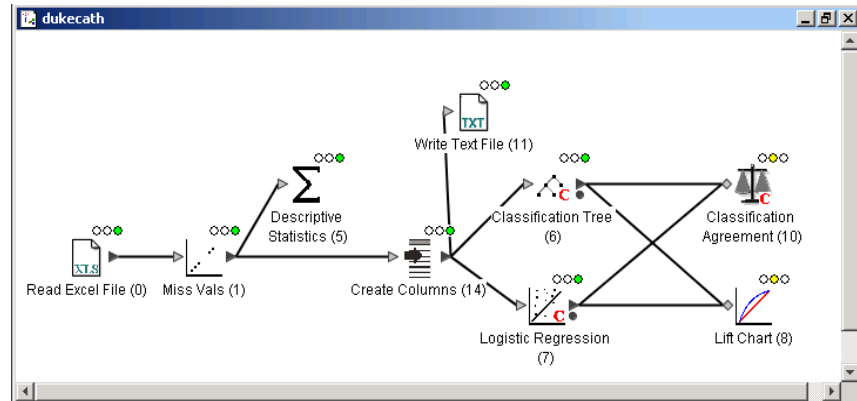 dukecath
TXT
Write Text File (11)
Σ
Descriptive
Statistics (5)
C
Classification Tree
(6)
C
Classification
Agreement (10)
XLS
Read Excel File (0)
Miss Vals (1)
Create Columns (14)
C
Logistic Regression
(7)
Lift Chart (8)